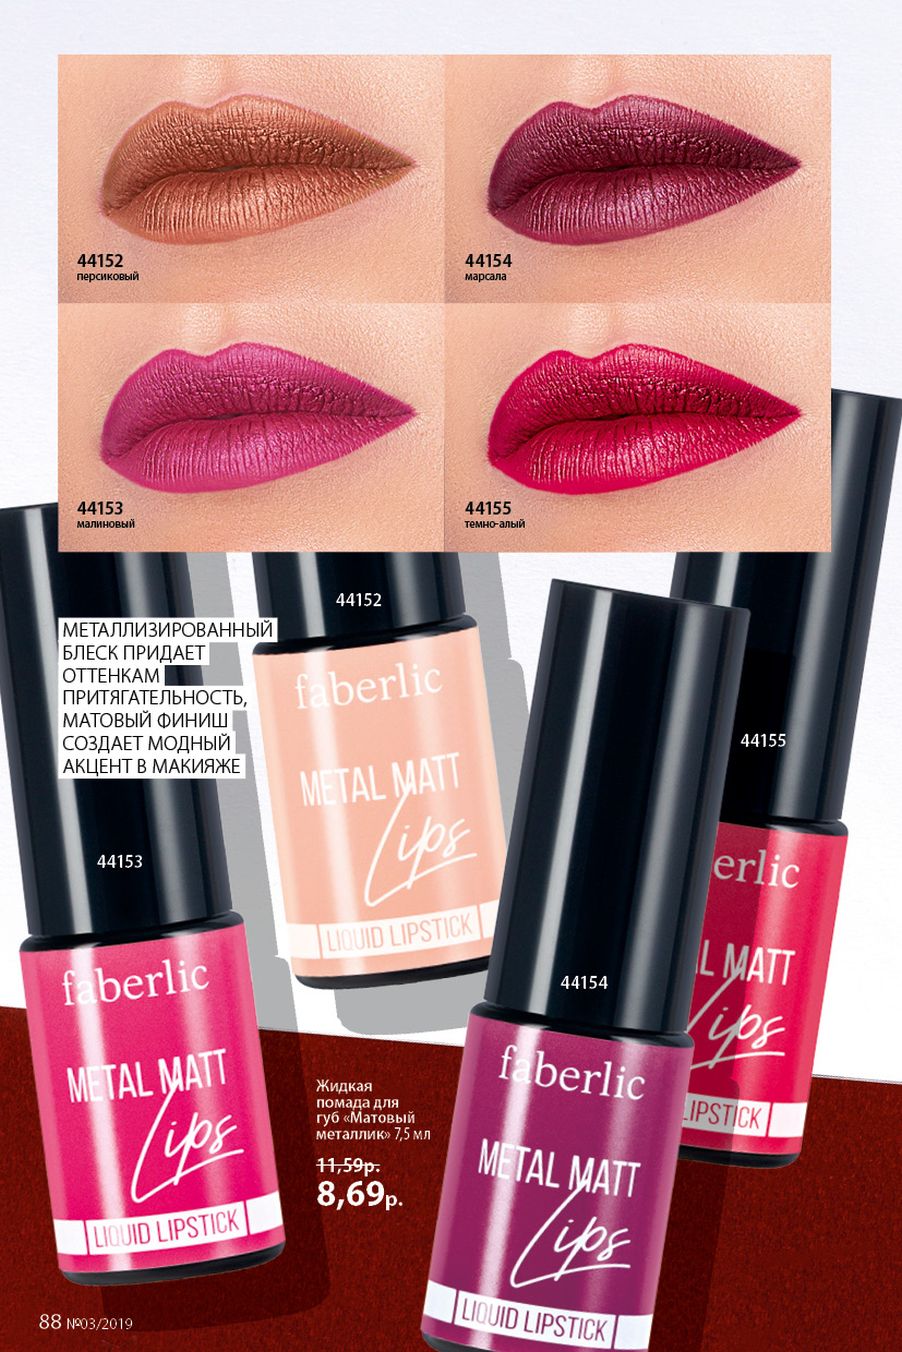 44152
персиковый
44154
марсала
44153
малиновый
44155
темно-алый
МЕТАЛЛИЗИРОВАННЫЙ
БЛЕСК ПРИДАЕТ
ОТТЕНКАМ
ПРИТЯГАТЕЛЬНОСТЬ,
МАТОВЫЙ ФИНИШ
СОЗДАЕТ МОДНЫЙ
АКЦЕНТ В МАКИЯЖЕ
44152
faberlic
METAL MATT
Lips
LIQUID LIPSTICK
44155
erlic
L MATT
Lips
LIPSTICK
44153
faberlic
METAL MATT
Lips
LIQUID LIPSTICK
44154
faberlic
METAL MATT
Lips
LIQUID LIPSTICK
Жидкая
помада для
губ «Матовый
металлик» 7,5 мл
11,59р.
8,69р.
88 №03/2019